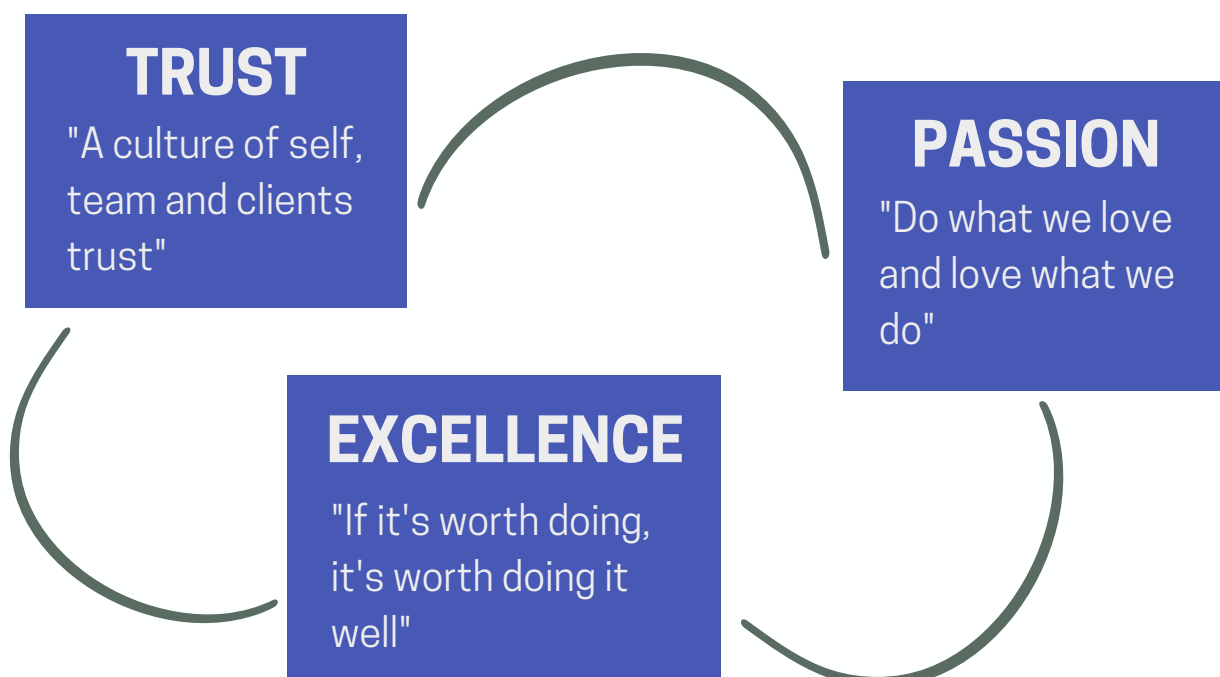 TRUST
"A culture of self,
team and clients
trust"
PASSION
"Do what we love
and love what we
do"
EXCELLENCE
"If it's worth doing,
it's worth doing it
well"